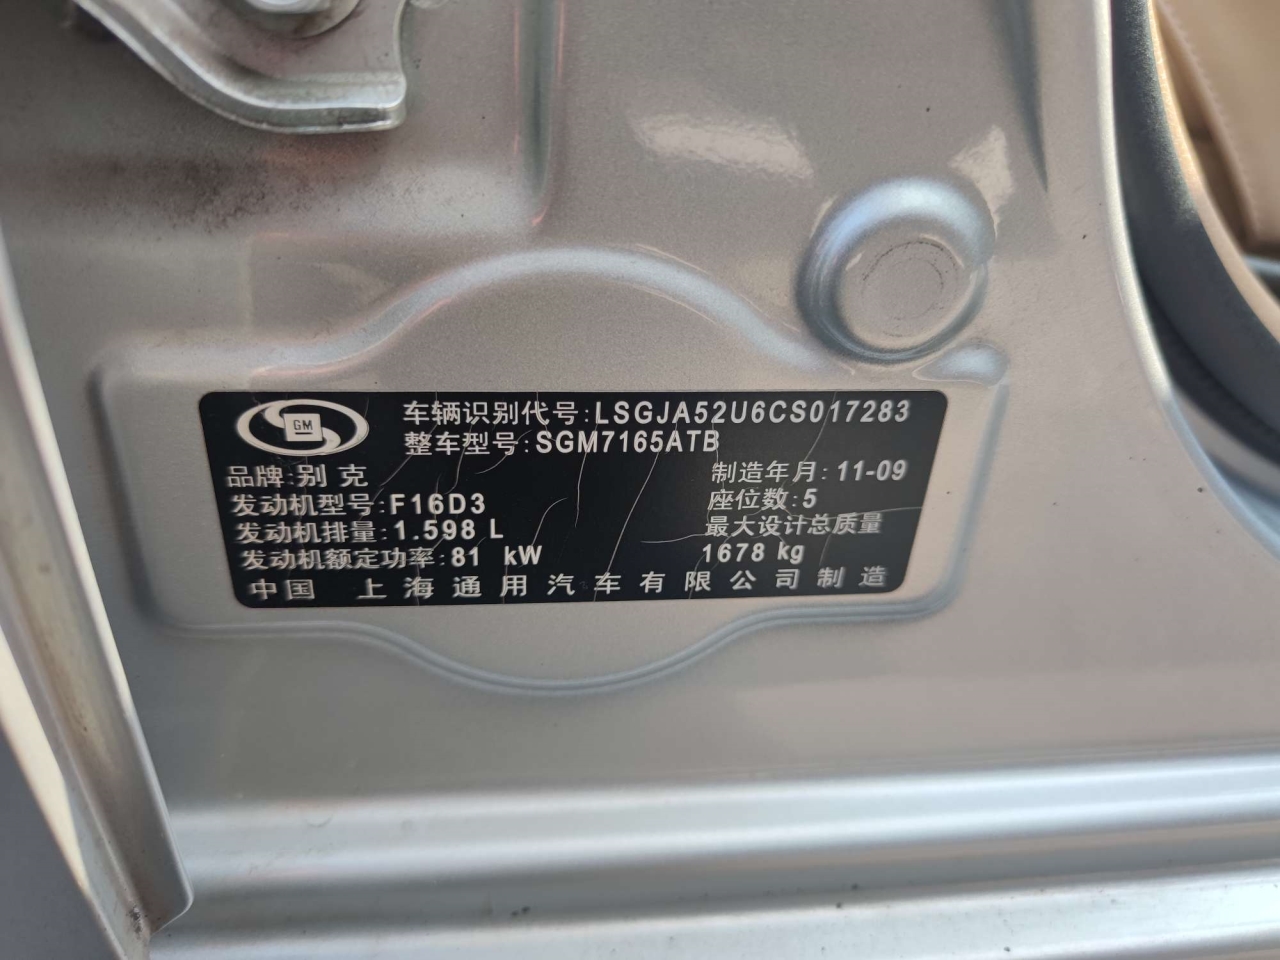 GM
车辆识别代号:LSGJA52U6CS017283
整车型号:SGM7165ATB
品牌:别克
制造年月:11-09
发动机型号:F16D3
座位数:5
发动机排量:1.598 L
最大设计总质量
发动机额定功率:81 kW
1678 kg
中国 上海通用汽车有限公司制造